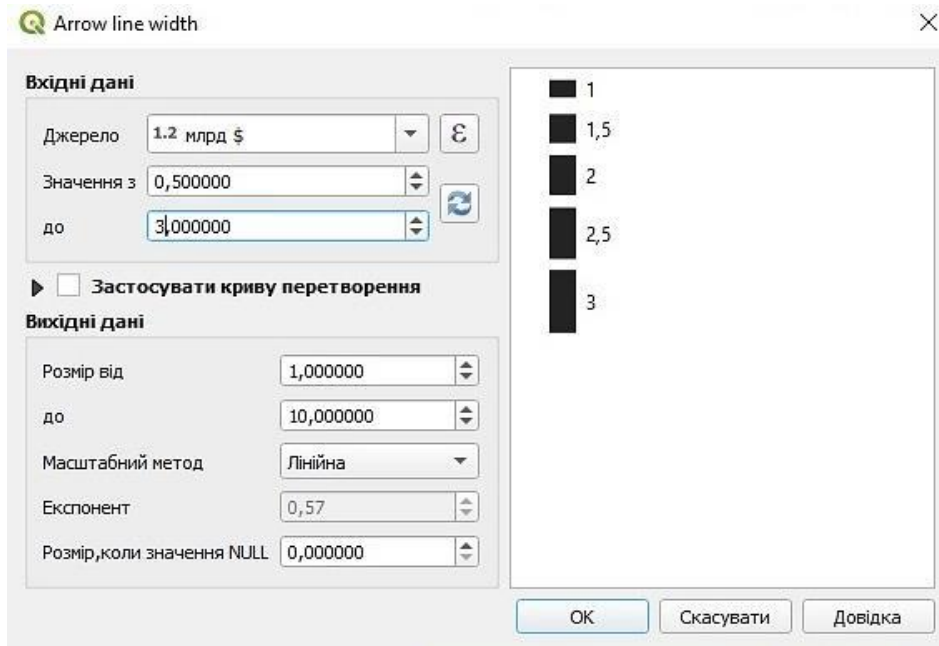 Arrow line width
Вхідні дані
Джерело 1.2 млрд $ ε
Значення з 0,500000
до 3,000000
Застосувати криву перетворення
Вихідні дані
Розмір від 1,000000
до 10,000000
Масштабний метод Лінійна
Експонент 0,57
Розмір,коли значення NULL 0,000000
1
1,5
2
2,5
3
OK Скасувати Довідка